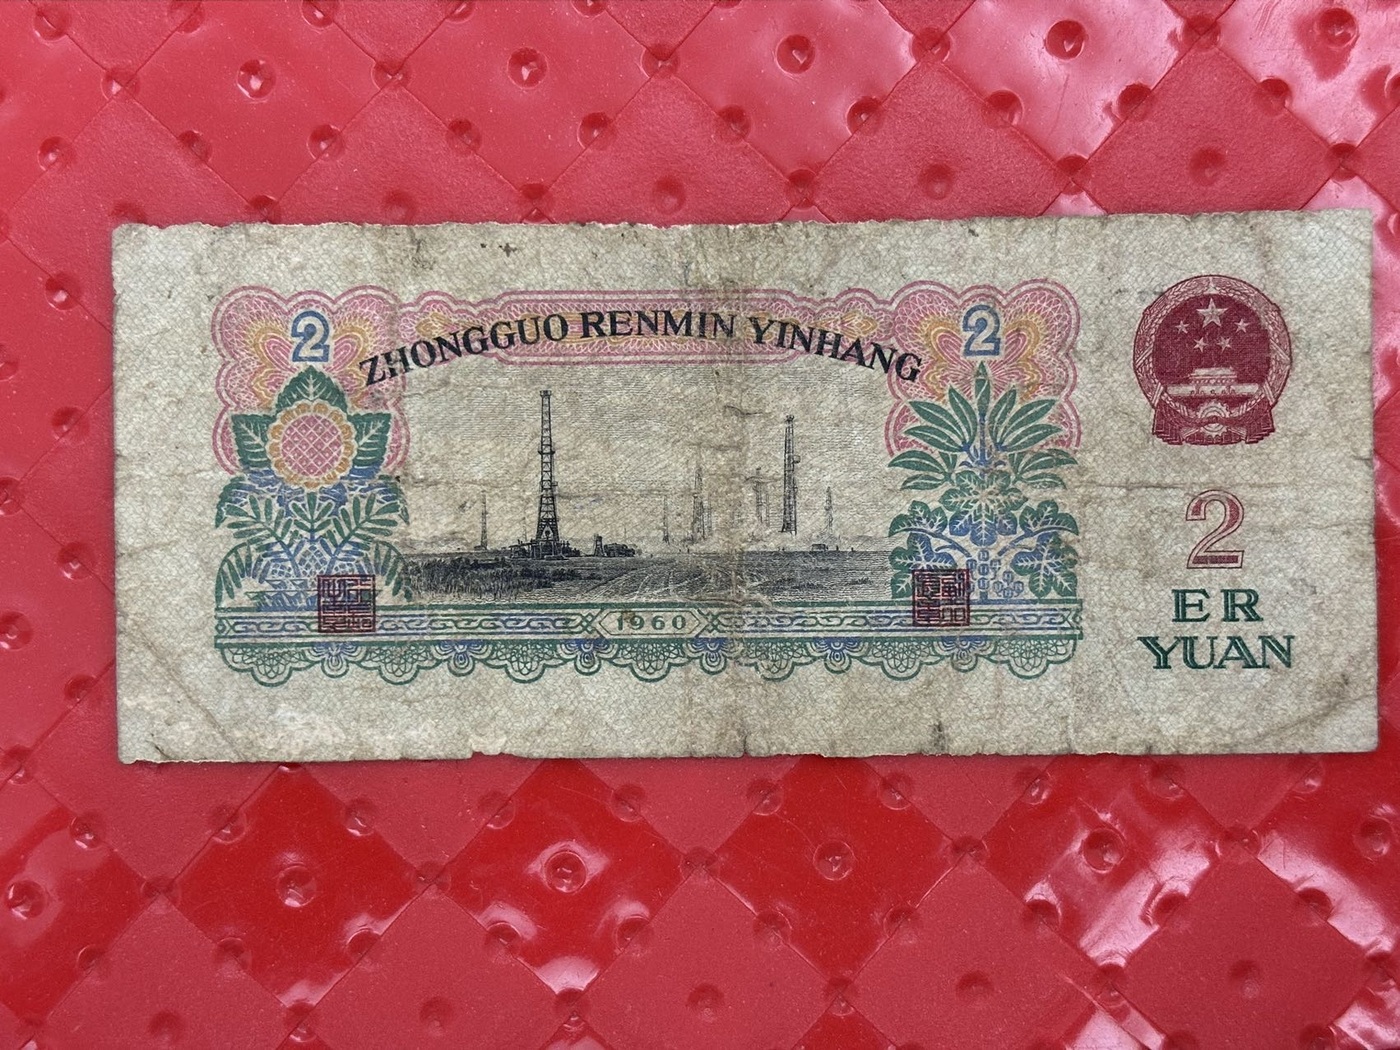 2
2
ZHONGGUO RENMIN YINHANG
2
1960
ER
YUAN